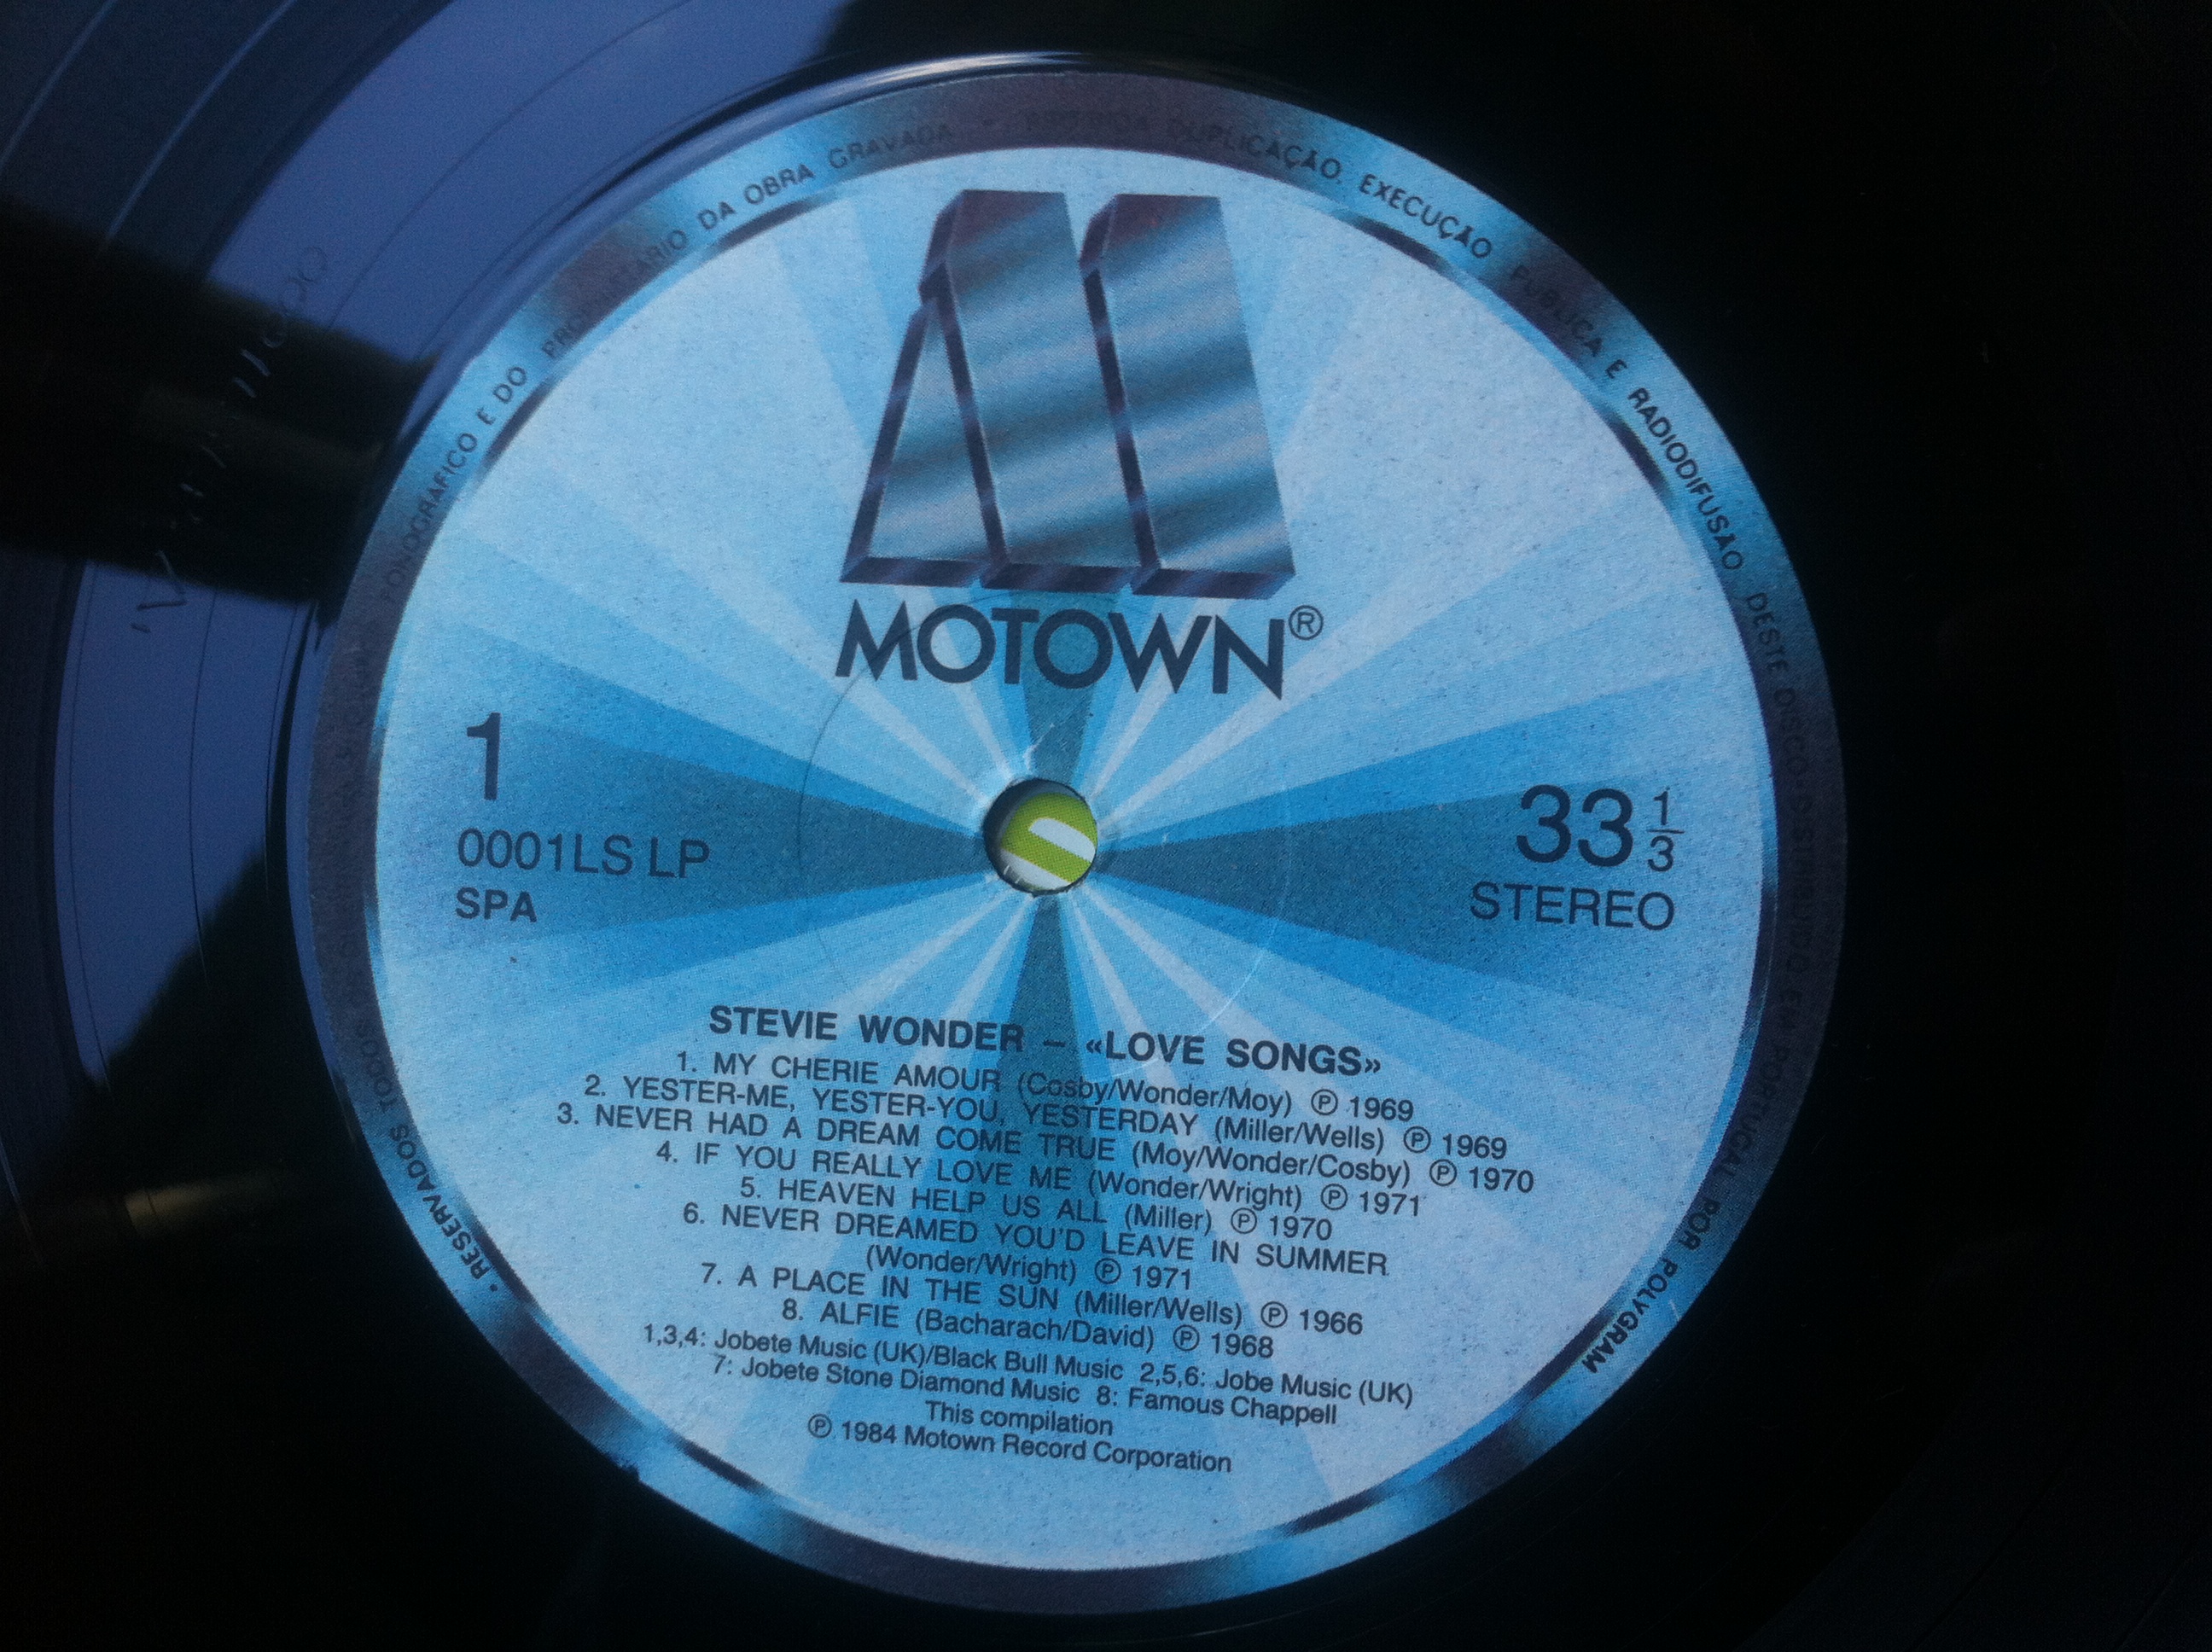 MOTOWN®
1
0001LS LP
SPA
33 1/3
STEREO
STEVIE WONDER – «LOVE SONGS»
1. MY CHERIE AMOUR (Cosby/Wonder/Moy) ℗ 1969
2. YESTER-ME, YESTER-YOU, YESTERDAY (Miller/Wells) ℗ 1969
3. NEVER HAD A DREAM COME TRUE (Moy/Wonder/Cosby) ℗ 1970
4. IF YOU REALLY LOVE ME (Wonder/Wright) ℗ 1971
5. HEAVEN HELP US ALL (Miller) ℗ 1970
6. NEVER DREAMED YOU'D LEAVE IN SUMMER
(Wonder/Wright) ℗ 1971
7. A PLACE IN THE SUN (Miller/Wells) ℗ 1966
8. ALFIE (Bacharach/David) ℗ 1968
1,3,4: Jobete Music (UK)/Black Bull Music 2,5,6: Jobe Music (UK)
7: Jobete Stone Diamond Music 8: Famous Chappell
This compilation
℗ 1984 Motown Record Corporation
• RESERVADOS TODOS OS FONOGRÁFICO E DO PROPRIETÁRIO DA OBRA GRAVADA • PROIBIDA DUPLICAÇÃO, EXECUÇÃO PÚBLICA E RADIODIFUSÃO DESTE DISCO • DISTRIBUÍDO EM PORTUGAL POR POLYGRAM